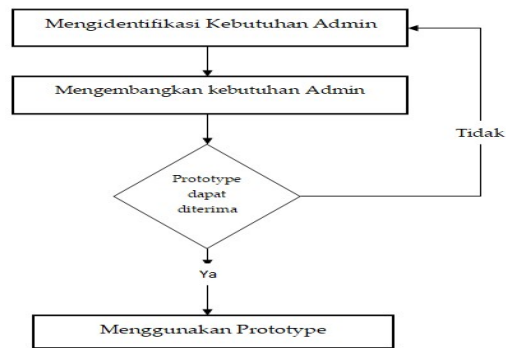 Mengidentifikasi Kebutuhan Admin
Mengembangkan kebutuhan Admin
Prototype
dapat
diterima
Tidak
Ya
Menggunakan Prototype